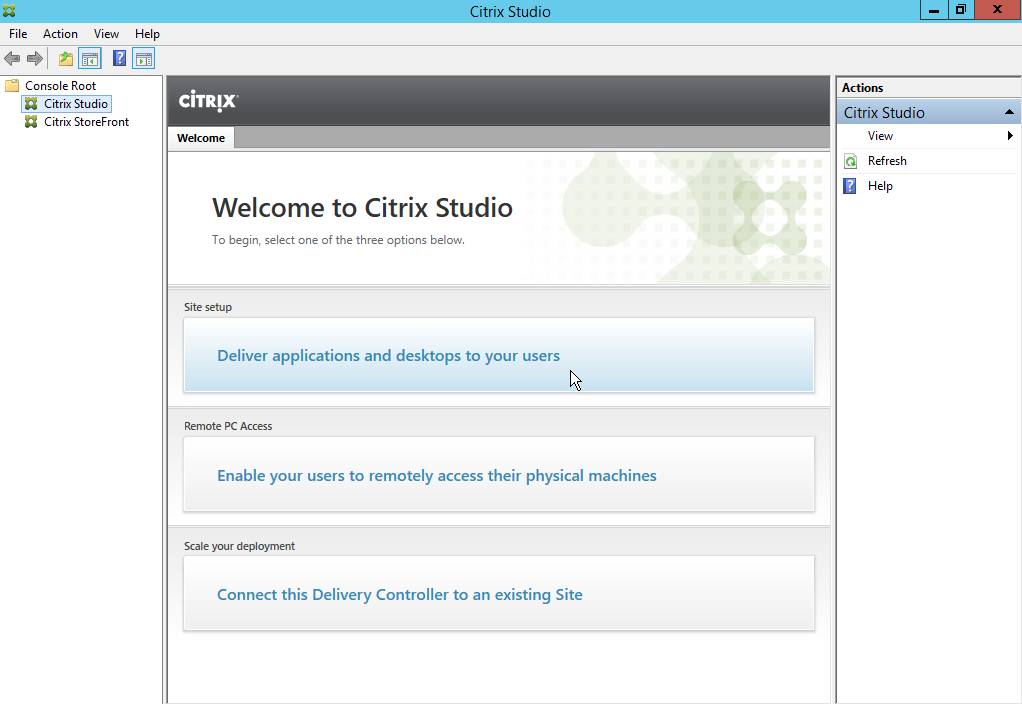 Citrix Studio
File Action View Help
Console Root
Citrix Studio
Citrix StoreFront
CİTRIX
Welcome
Welcome to Citrix Studio
To begin, select one of the three options below.
Site setup
Deliver applications and desktops to your users
Remote PC Access
Enable your users to remotely access their physical machines
Scale your deployment
Connect this Delivery Controller to an existing Site
Actions
Citrix Studio
View
Refresh
Help